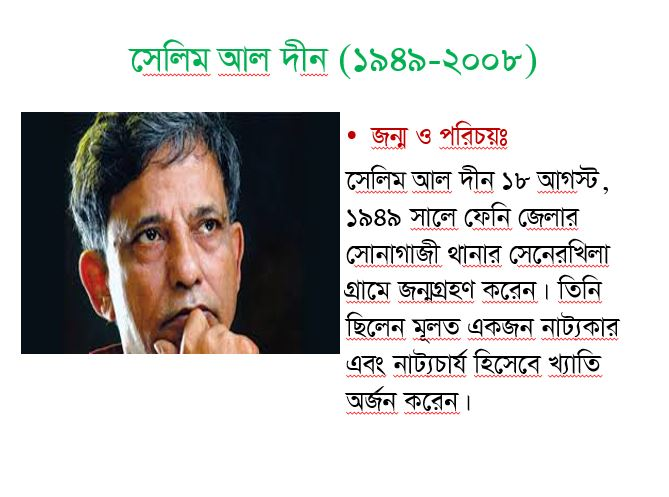 সেলিম আল দীন (১৯৪৯-২০০৮)
• জন্ম ও পরিচয়ঃ
সেলিম আল দীন ১৮ আগস্ট,
১৯৪৯ সালে ফেনি জেলার
সোনাগাজী থানার সেনেরখিলা
গ্রামে জন্মগ্রহণ করেন। তিনি
ছিলেন মূলত একজন নাট্যকার
এবং নাট্যচার্য হিসেবে খ্যাতি
অর্জন করেন।